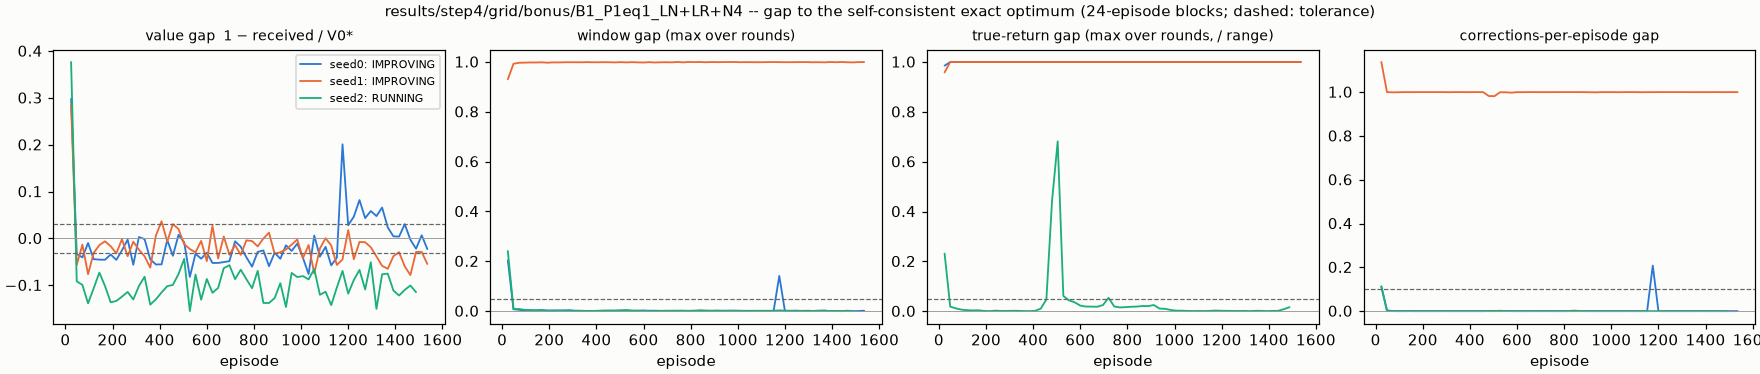 results/step4/grid/bonus/B1_P1eq1_LN+LR+N4 -- gap to the self-consistent exact optimum (24-episode blocks; dashed: tolerance)
value gap 1 − received / V0*
0.4
0.3
0.2
0.1
0.0
−0.1
seed0: IMPROVING
seed1: IMPROVING
seed2: RUNNING
0 200 400 600 800 1000 1200 1400 1600
episode
window gap (max over rounds)
1.0
0.8
0.6
0.4
0.2
0.0
0 200 400 600 800 1000 1200 1400 1600
episode
true-return gap (max over rounds, / range)
1.0
0.8
0.6
0.4
0.2
0.0
0 200 400 600 800 1000 1200 1400 1600
episode
corrections-per-episode gap
1.0
0.8
0.6
0.4
0.2
0.0
0 200 400 600 800 1000 1200 1400 160
episode